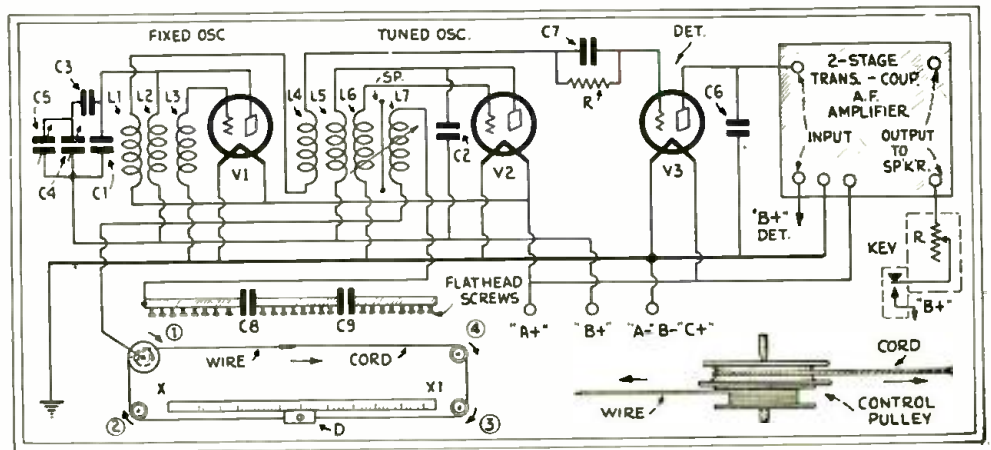 FIXED OSC
TUNED OSC.
C7
DET.
2-STAGE
TRANS. - COUP.
A.F.
AMPLIFIER
C3
C5
L1
L2
L3
L4
L5
L6
SP.
L7
R
C6
INPUT
OUTPUT
TO
SP'K'R.
C4
C1
V1
C2
V2
V3
"B+"
DET.
KEY
R
FLATHEAD
SCREWS
C8
C9
"A+"
"B+"
"A-" B-" C+"
"B+"
①
④
WIRE
CORD
X
X1
②
D
③
CORD
WIRE
CONTROL
PULLEY